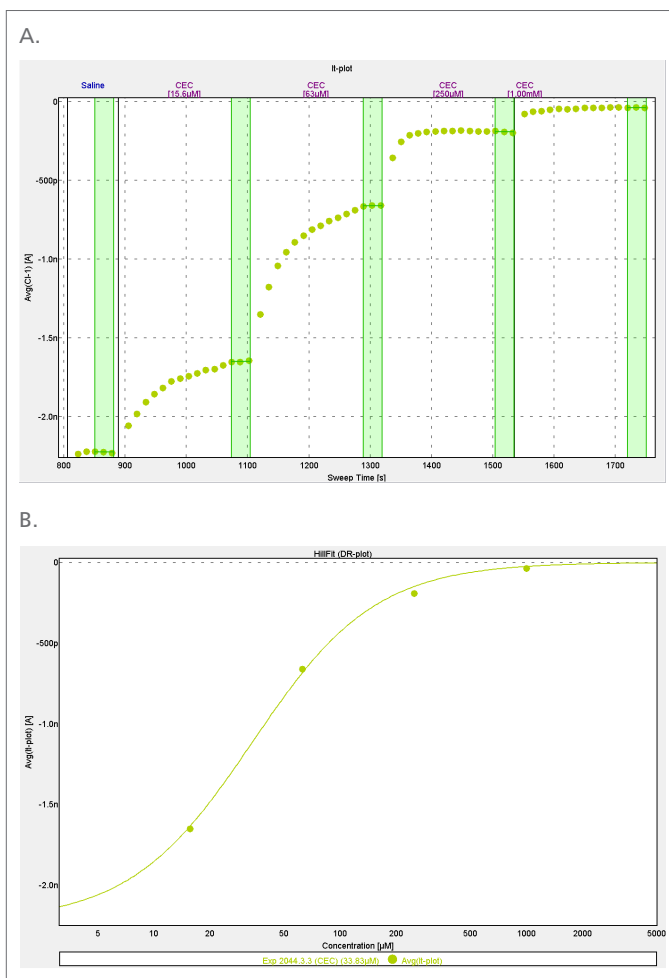 A.
It-plot
Saline CEC CEC CEC CEC
[15.6µM] [63µM] [250µM] [1.00mM]
0
-500p
-1.0n
-1.5n
-2.0n
Avg(Cl-1) [A]
800 900 1000 1100 1200 1300 1400 1500 1600 1700
Sweep Time [s]
B.
HillFit (DR-plot)
0
-500p
-1.0n
-1.5n
-2.0n
Avg(It-plot) [A]
5 10 20 50 100 200 500 1000 2000 5000
Concentration [µM]
Exp 2044.3.3 (CEC) (33.83µM) Avg(It-plot)